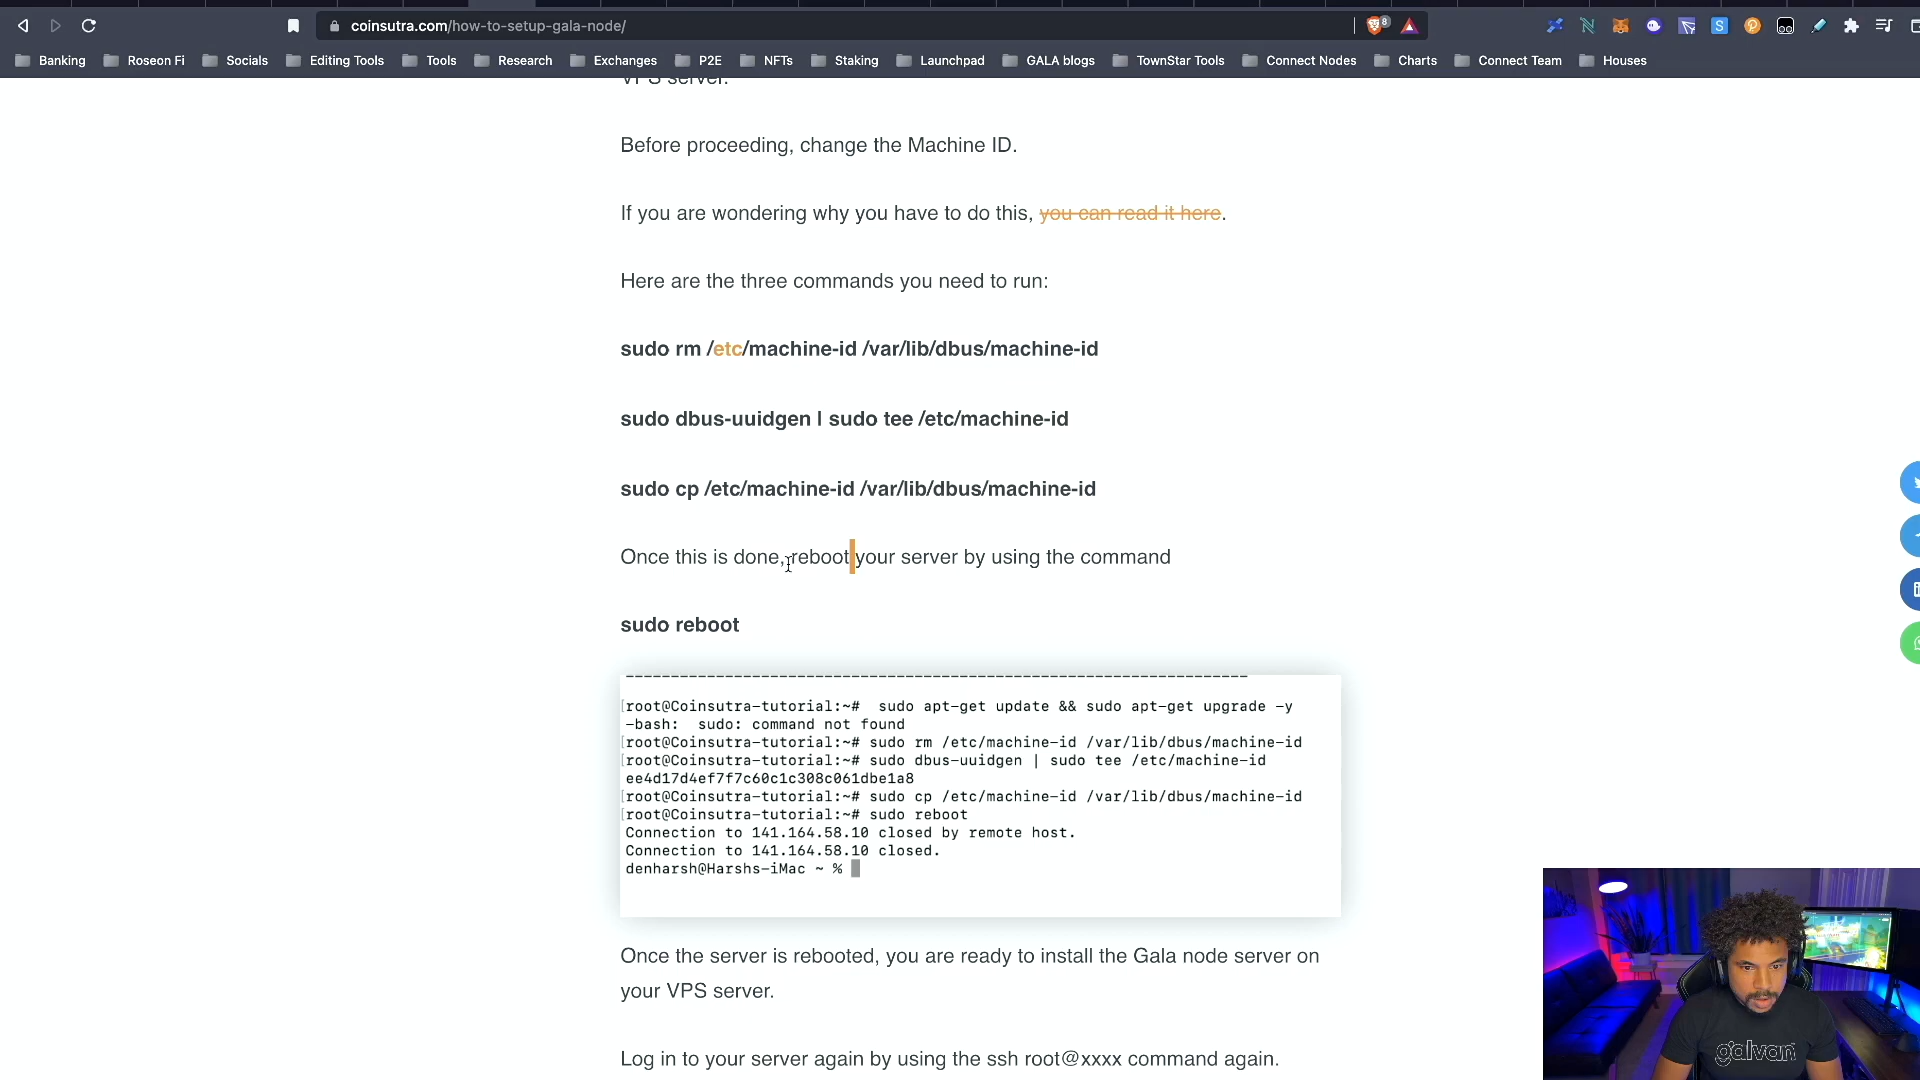 coinsutra.com/how-to-setup-gala-node/
8
Banking Roseon Fi Socials Editing Tools Tools Research Exchanges P2E NFTs Staking Launchpad GALA blogs TownStar Tools Connect Nodes Charts Connect Team Houses
VPS server.
Before proceeding, change the Machine ID.
If you are wondering why you have to do this, you can read it here.
Here are the three commands you need to run:
sudo rm /etc/machine-id /var/lib/dbus/machine-id
sudo dbus-uuidgen | sudo tee /etc/machine-id
sudo cp /etc/machine-id /var/lib/dbus/machine-id
Once this is done, reboot your server by using the command
sudo reboot
[root@Coinsutra-tutorial:~#  sudo apt-get update && sudo apt-get upgrade -y
-bash:  sudo: command not found
[root@Coinsutra-tutorial:~# sudo rm /etc/machine-id /var/lib/dbus/machine-id
[root@Coinsutra-tutorial:~# sudo dbus-uuidgen | sudo tee /etc/machine-id
ee4d17d4ef7f7c60c1c308c061dbe1a8
[root@Coinsutra-tutorial:~# sudo cp /etc/machine-id /var/lib/dbus/machine-id
[root@Coinsutra-tutorial:~# sudo reboot
Connection to 141.164.58.10 closed by remote host.
Connection to 141.164.58.10 closed.
denharsh@Harshs-iMac ~ %
Once the server is rebooted, you are ready to install the Gala node server on
your VPS server.
Log in to your server again by using the ssh root@xxxx command again.
galvan